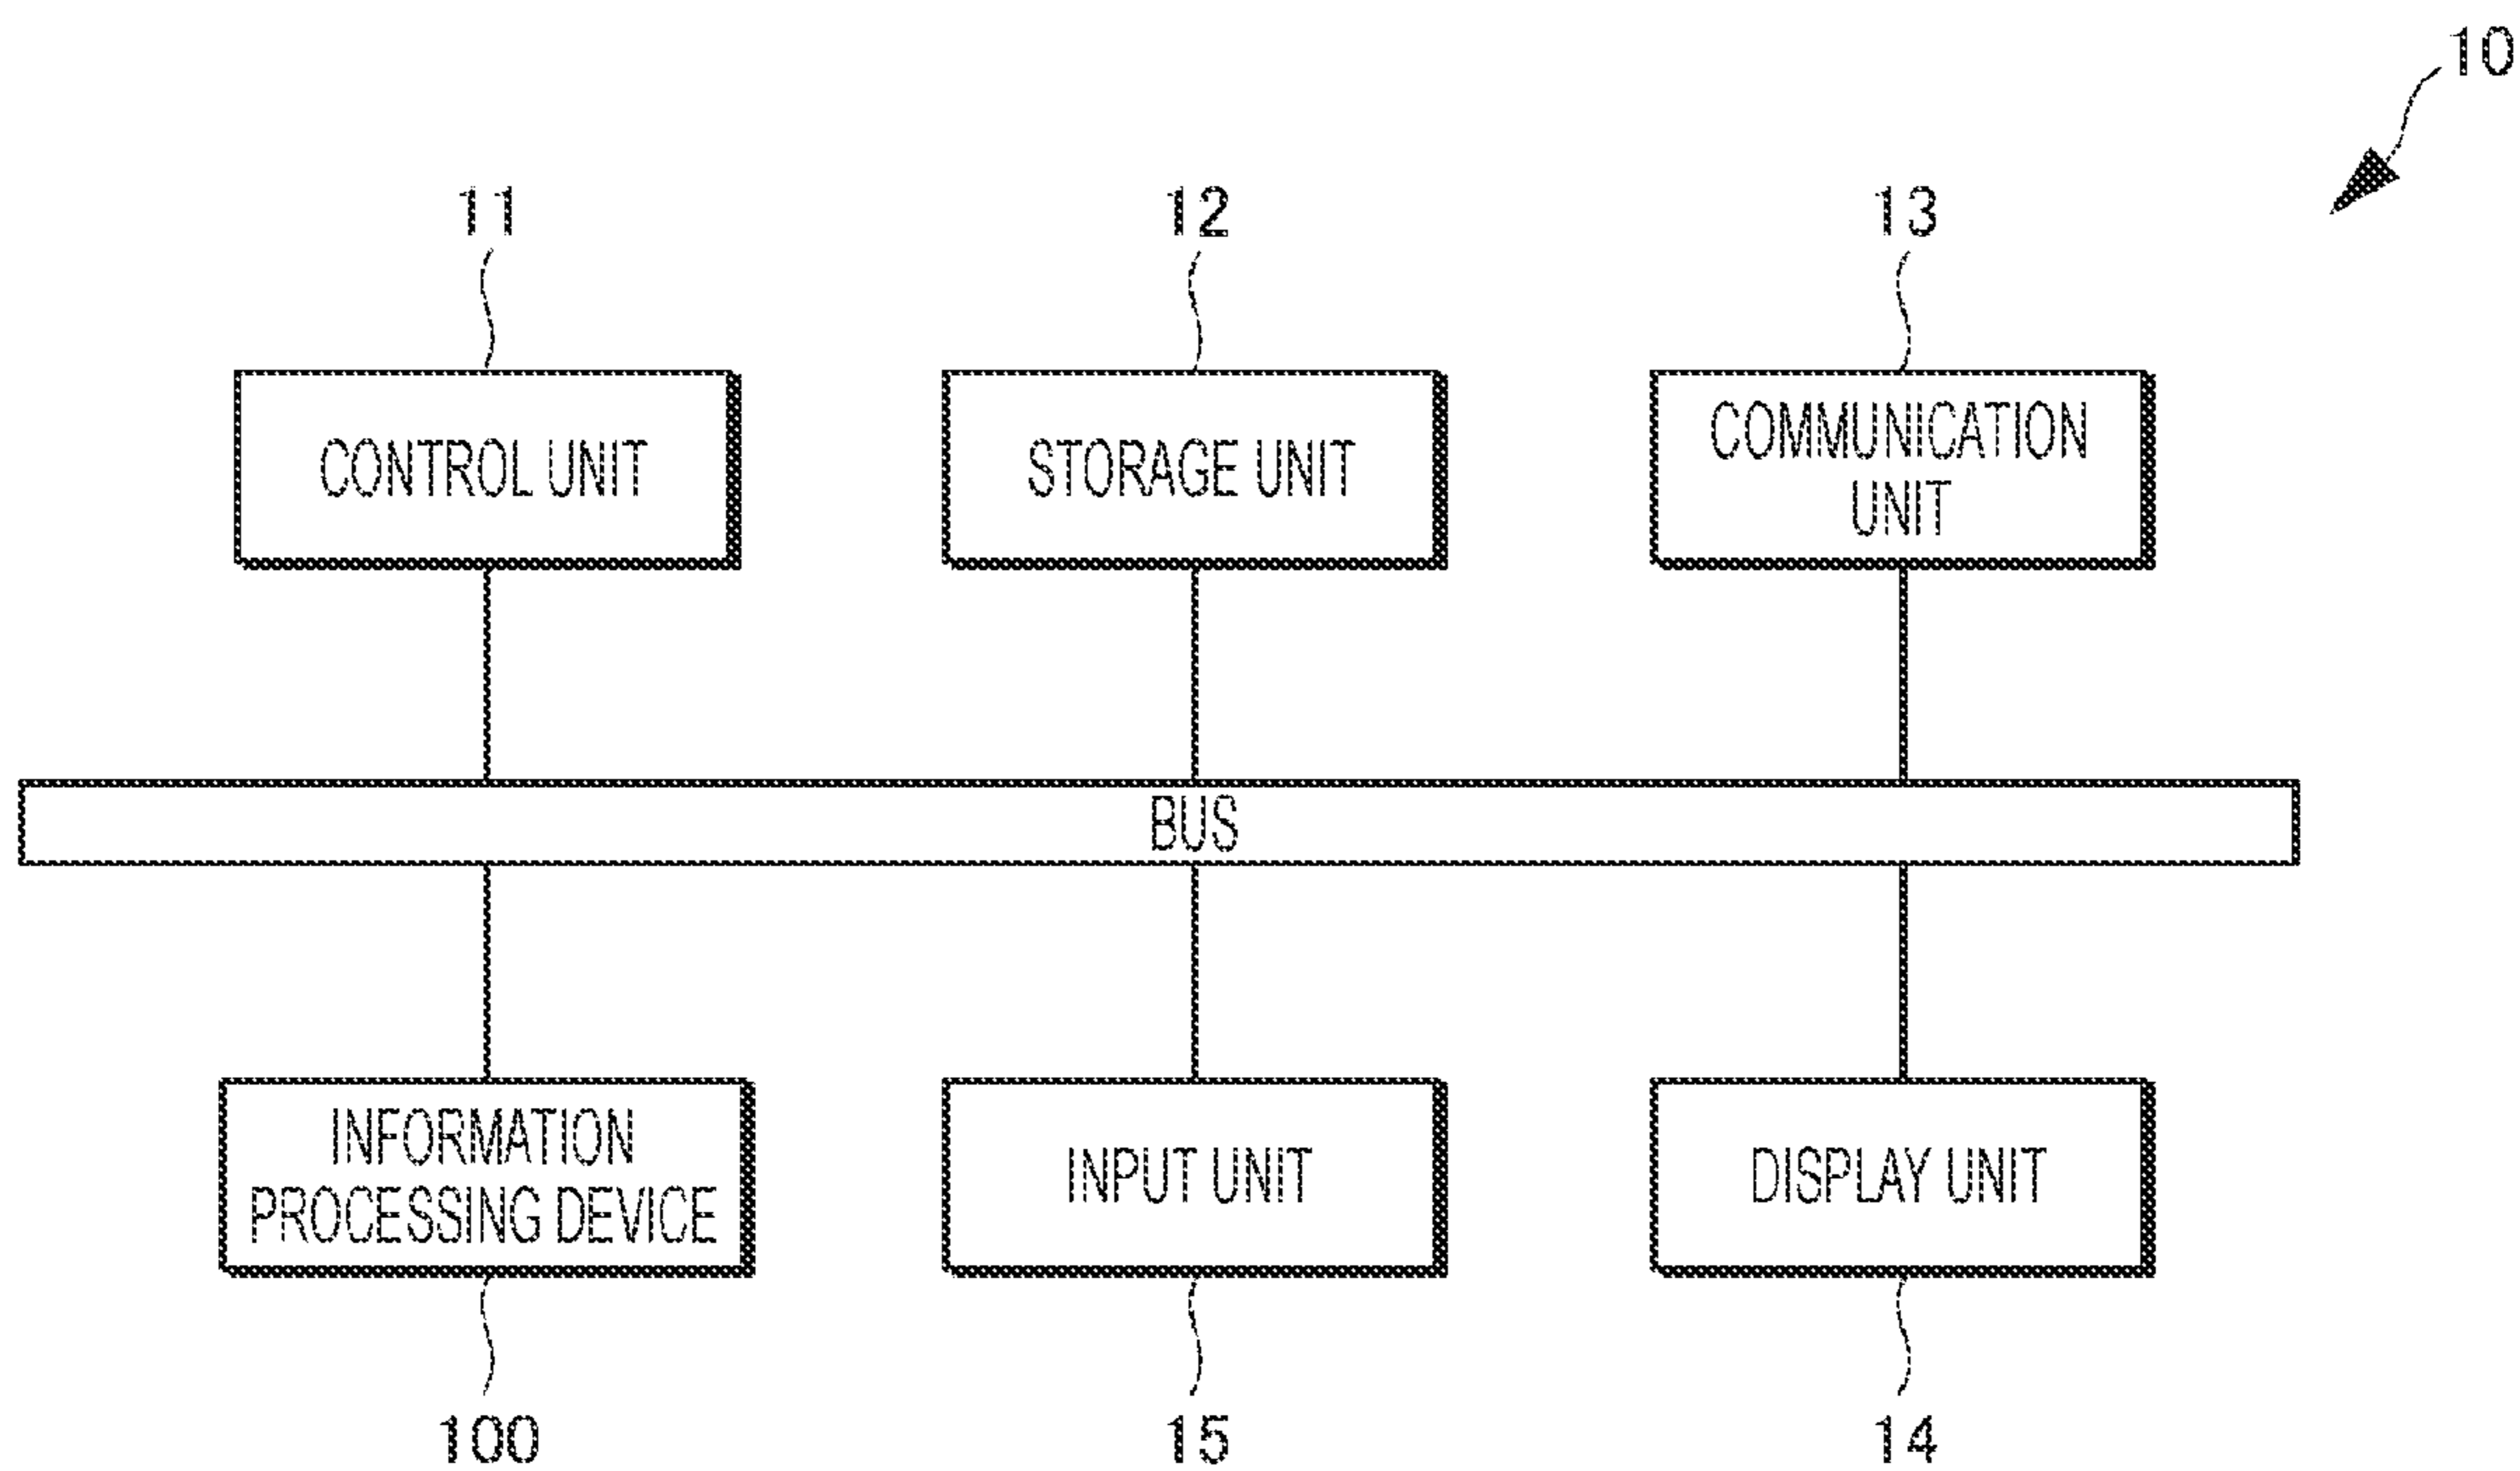 10
11
12
13
CONTROL UNIT
STORAGE UNIT
COMMUNICATION
UNIT
BUS
INFORMATION
PROCESSING DEVICE
INPUT UNIT
DISPLAY UNIT
100
15
14